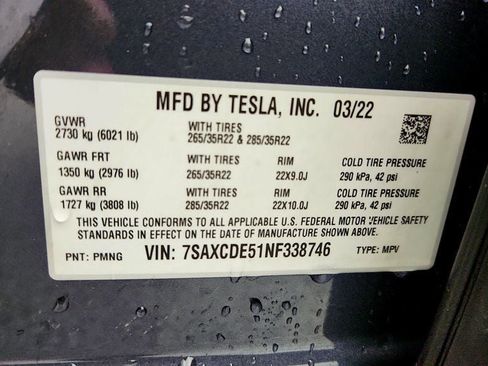 MFD BY TESLA, INC. 03/22
GVWR
2730 kg (6021 lb)
WITH TIRES
265/35R22 & 285/35R22
GAWR FRT WITH TIRES RIM COLD TIRE PRESSURE
1350 kg (2976 lb) 265/35R22 22X9.0J 290 kPa, 42 psi
GAWR RR WITH TIRES RIM COLD TIRE PRESSURE
1727 kg (3808 lb) 285/35R22 22X10.0J 290 kPa, 42 psi
THIS VEHICLE CONFORMS TO ALL APPLICABLE U.S. FEDERAL MOTOR VEHICLE SAFETY
STANDARDS IN EFFECT ON THE DATE OF MANUFACTURE SHOWN ABOVE.
PNT: PMNG VIN: 7SAXCDE51NF338746 TYPE: MPV